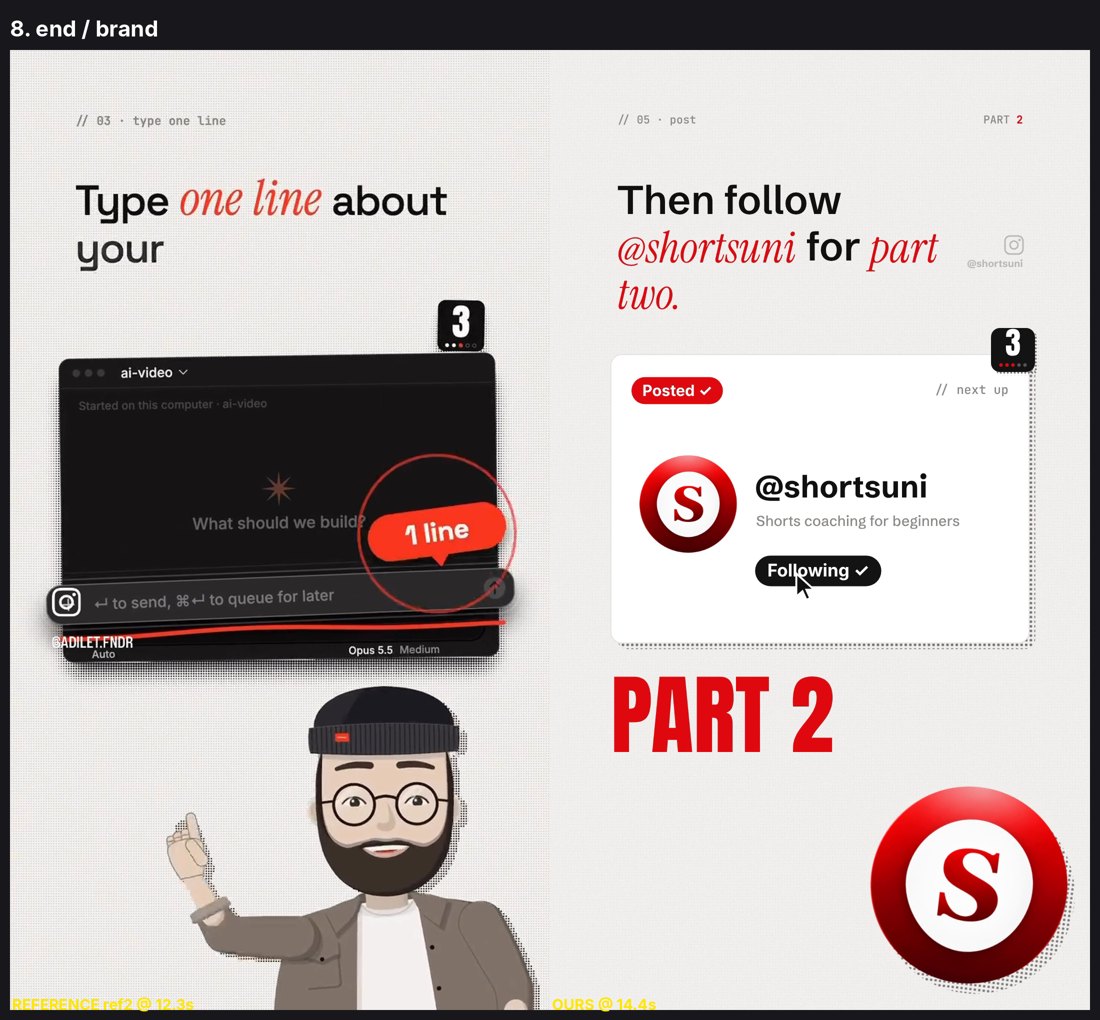 8. end / brand
// 03 · type one line
Type one line about
your
3
ai-video
Started on this computer · ai-video
What should we build?
1 line
↵ to send, ⌘↵ to queue for later
@ADILET.FNDR
Auto
Opus 5.5 Medium
REFERENCE ref2 @ 12.3s
// 05 · post
PART 2
Then follow
@shortsuni for part
two.
@shortsuni
3
Posted ✓
// next up
S
@shortsuni
Shorts coaching for beginners
Following ✓
PART 2
S
OURS @ 14.4s